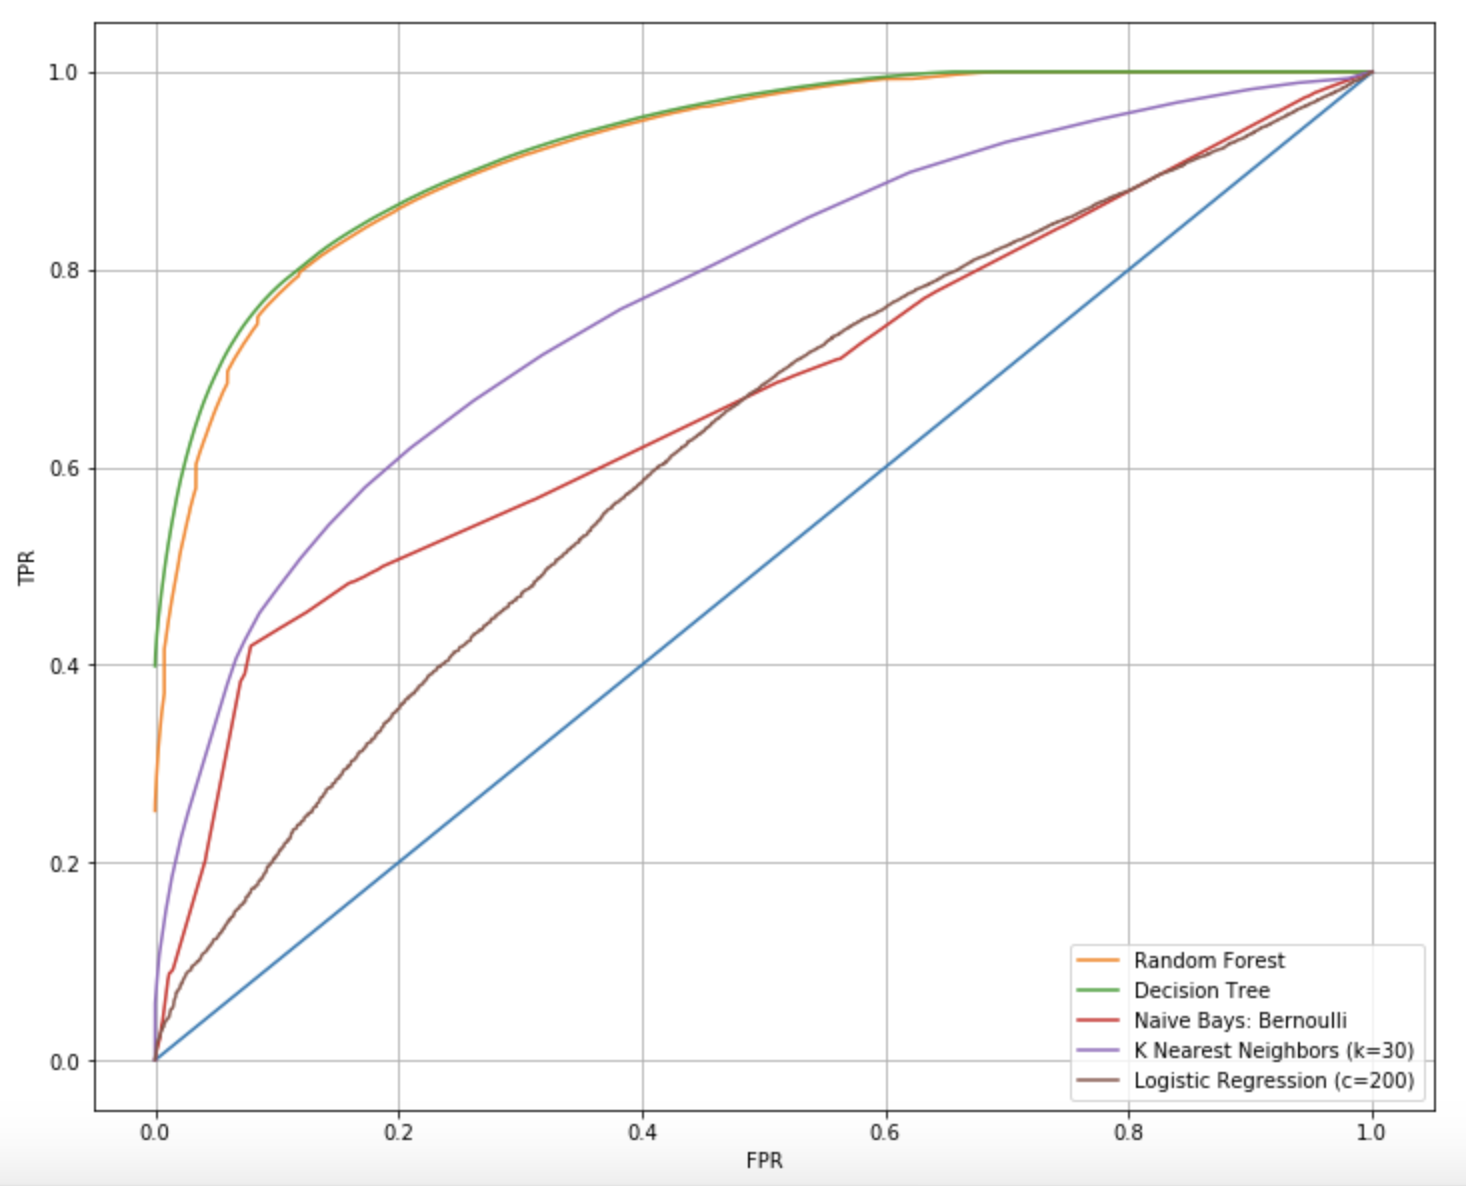 1.0
0.8
0.6
0.4
0.2
0.0
TPR
0.0 0.2 0.4 0.6 0.8 1.0
FPR
Random Forest
Decision Tree
Naive Bays: Bernoulli
K Nearest Neighbors (k=30)
Logistic Regression (c=200)